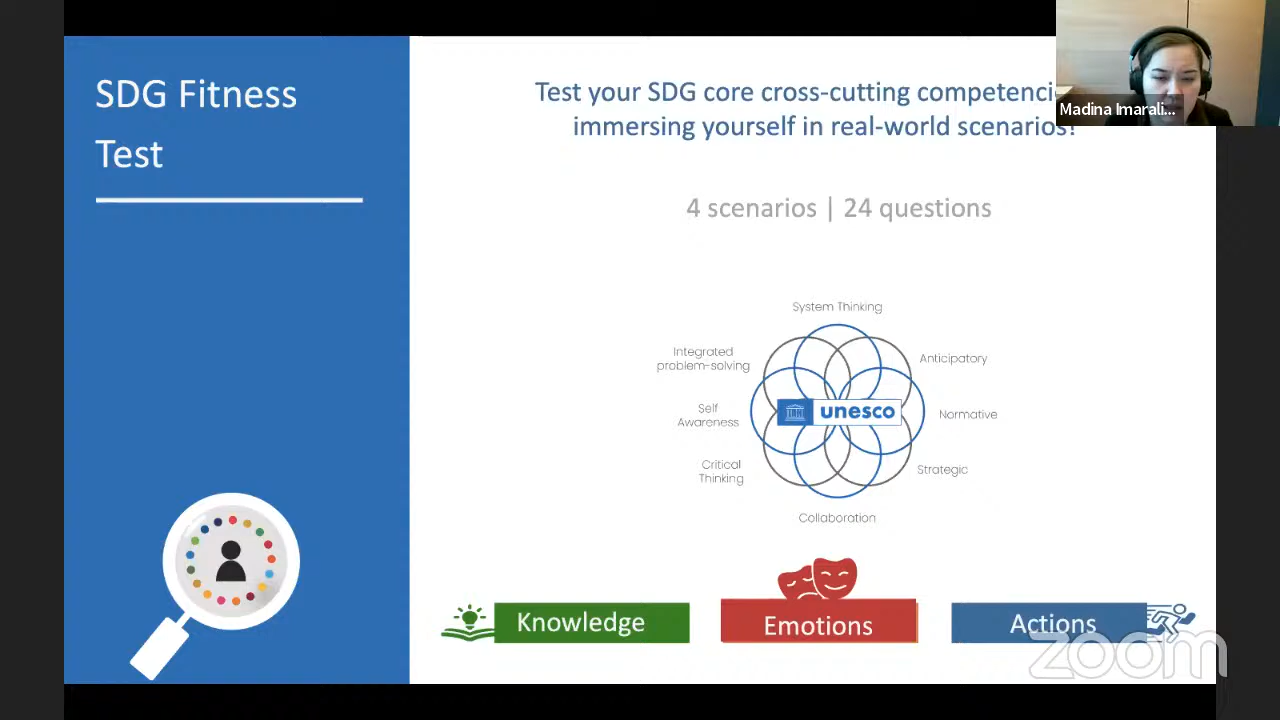 SDG Fitness
Test
Test your SDG core cross-cutting
immersing yourself in real-world scenarios!
Madina Imarali...
4 scenarios | 24 questions
System Thinking
Integrated
problem-solving
Anticipatory
Self
Awareness
unesco
Normative
Critical
Thinking
Strategic
Collaboration
Knowledge
Emotions
Actions
zoom